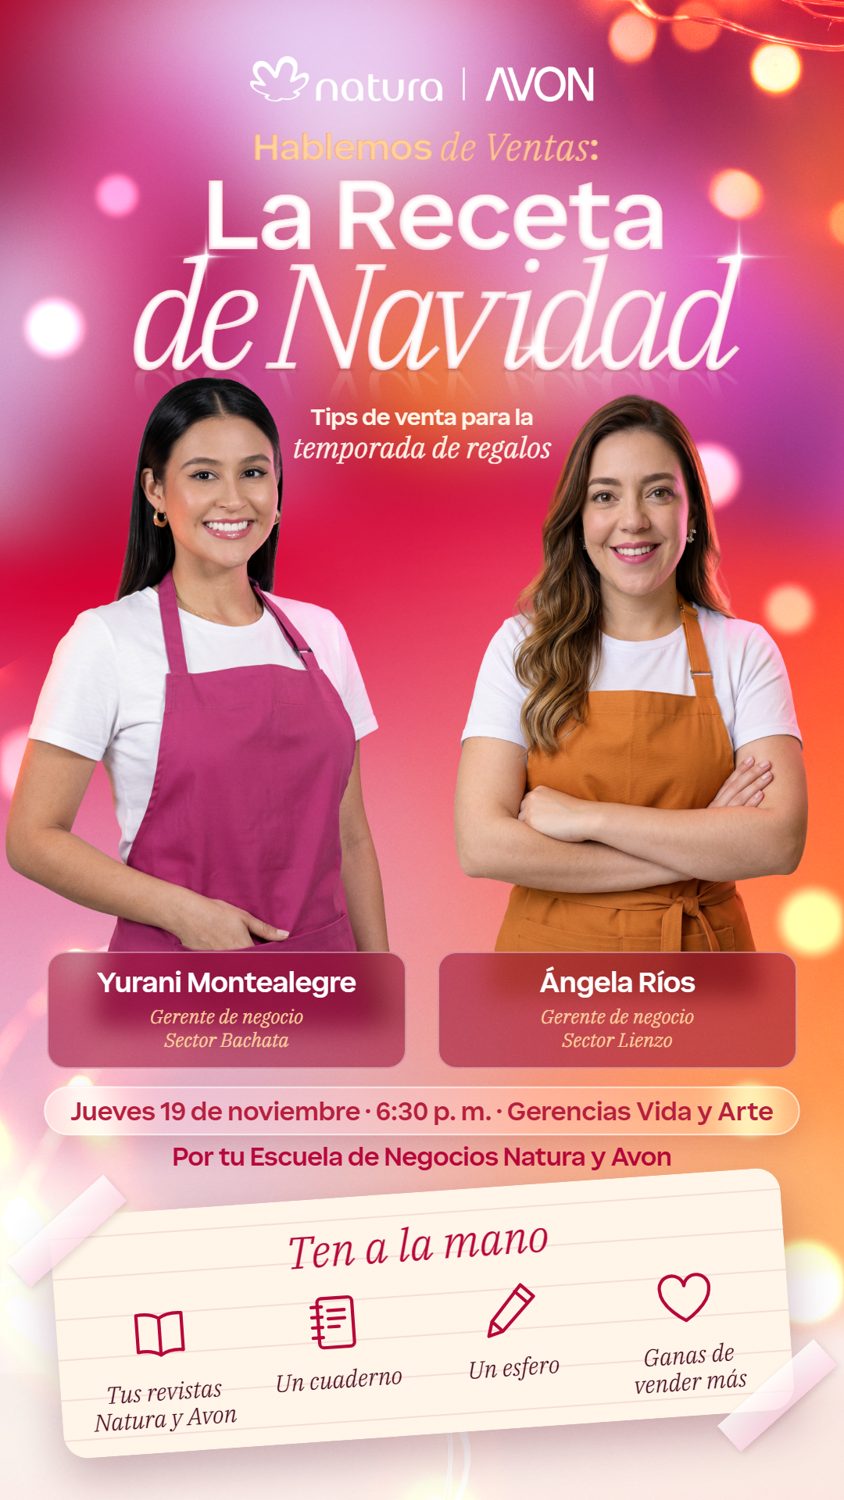 natura | AVON
Hablemos de Ventas:
La Receta
de Navidad
Tips de venta para la
temporada de regalos
Yurani Montealegre
Gerente de negocio
Sector Bachata
Ángela Ríos
Gerente de negocio
Sector Lienzo
Jueves 19 de noviembre · 6:30 p. m. · Gerencias Vida y Arte
Por tu Escuela de Negocios Natura y Avon
Ten a la mano
Tus revistas
Natura y Avon
Un cuaderno
Un esfero
Ganas de
vender más